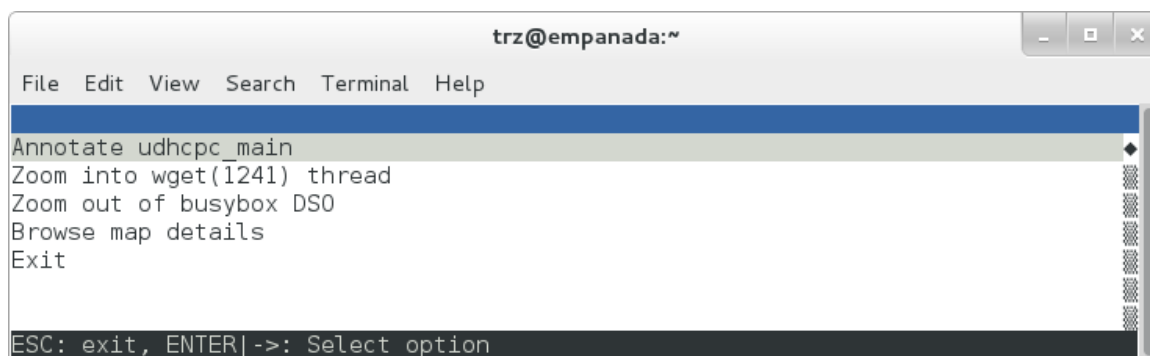 trz@empanada:~
File Edit View Search Terminal Help
Annotate udhcpc_main
Zoom into wget(1241) thread
Zoom out of busybox DSO
Browse map details
Exit
ESC: exit, ENTER|->: Select option